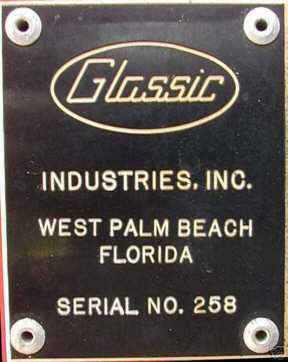 Glassic
INDUSTRIES, INC.
WEST PALM BEACH
FLORIDA
SERIAL NO. 258